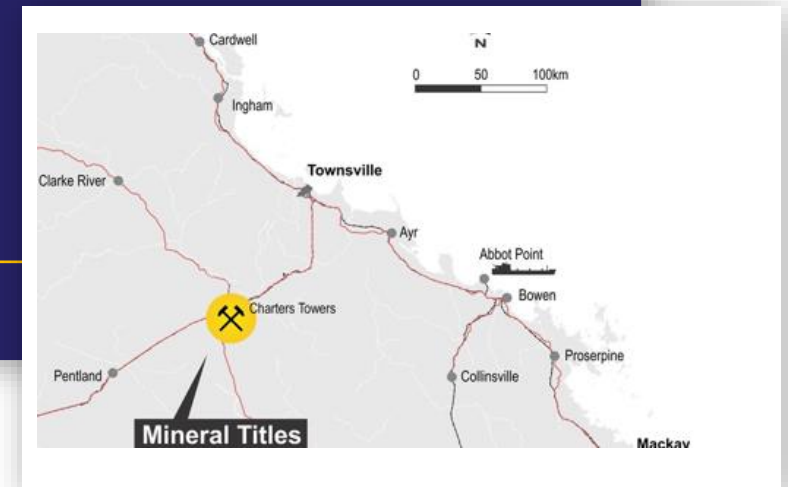 Cardwell
N
0 50 100km
Ingham
Townsville
Clarke River
Ayr
Abbot Point
Bowen
Charters Towers
Proserpine
Pentland
Collinsville
Mineral Titles
Mackay